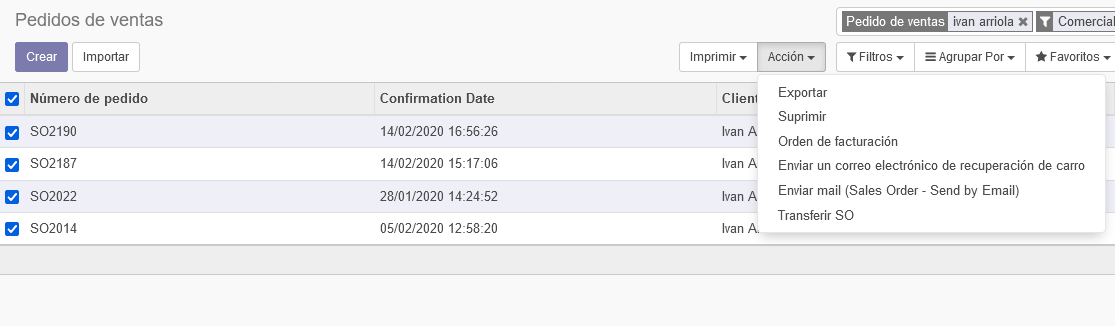 Pedidos de ventas
Pedido de ventas ivan arriola Comercial
Crear Importar Imprimir Acción Filtros Agrupar Por Favoritos
Número de pedido Confirmation Date Client
SO2190 14/02/2020 16:56:26 Ivan A
SO2187 14/02/2020 15:17:06 Ivan A
SO2022 28/01/2020 14:24:52 Ivan A
SO2014 05/02/2020 12:58:20 Ivan A
Exportar
Suprimir
Orden de facturación
Enviar un correo electrónico de recuperación de carro
Enviar mail (Sales Order - Send by Email)
Transferir SO